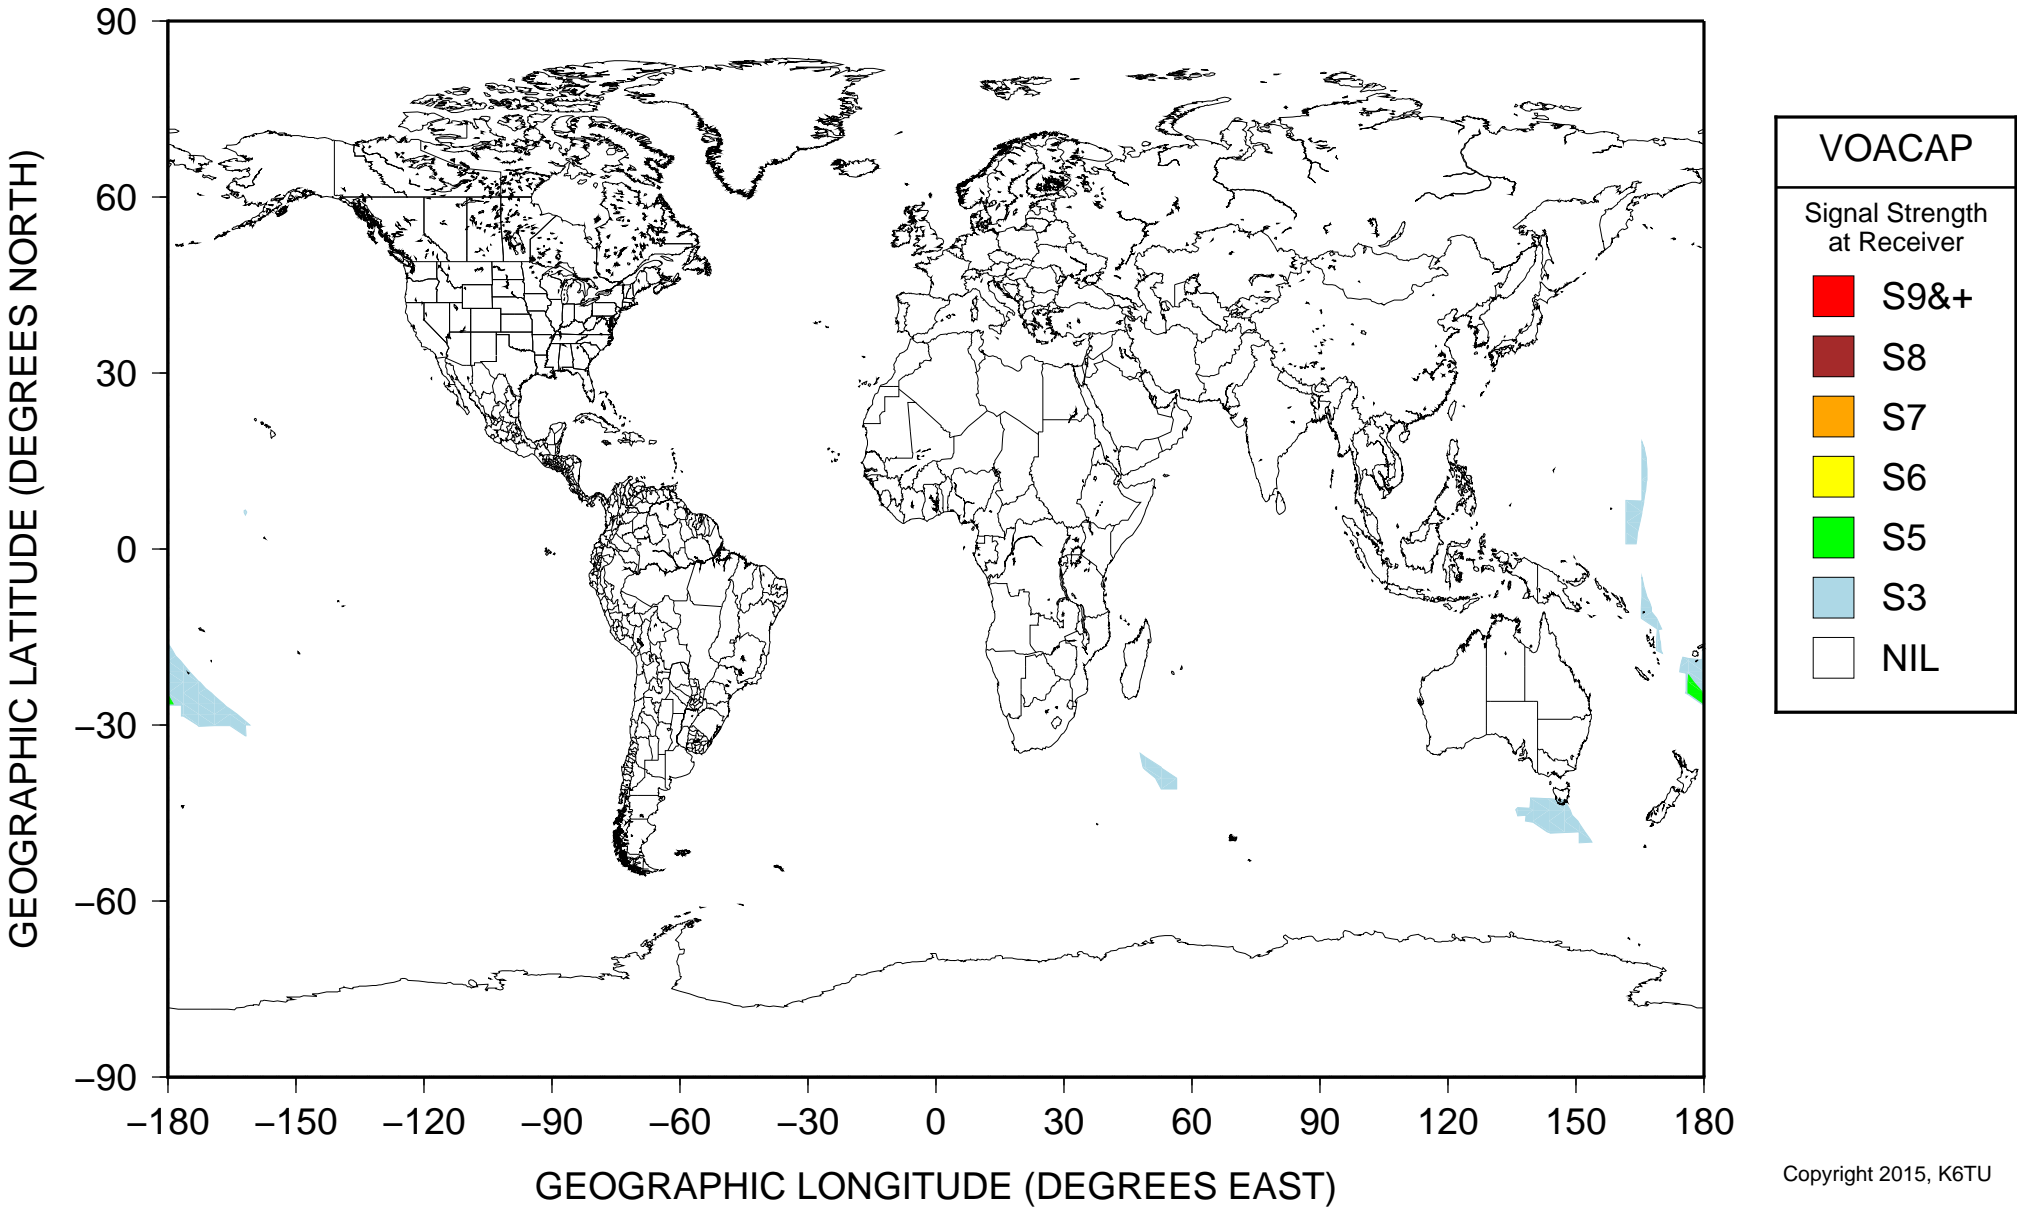 90
60
30
0
−30
−60
−90
GEOGRAPHIC LATITUDE (DEGREES NORTH)
−180 −150 −120 −90 −60 −30 0 30 60 90 120 150 180
GEOGRAPHIC LONGITUDE (DEGREES EAST)
VOACAP
Signal Strength
at Receiver
S9&+
S8
S7
S6
S5
S3
NIL
Copyright 2015, K6TU